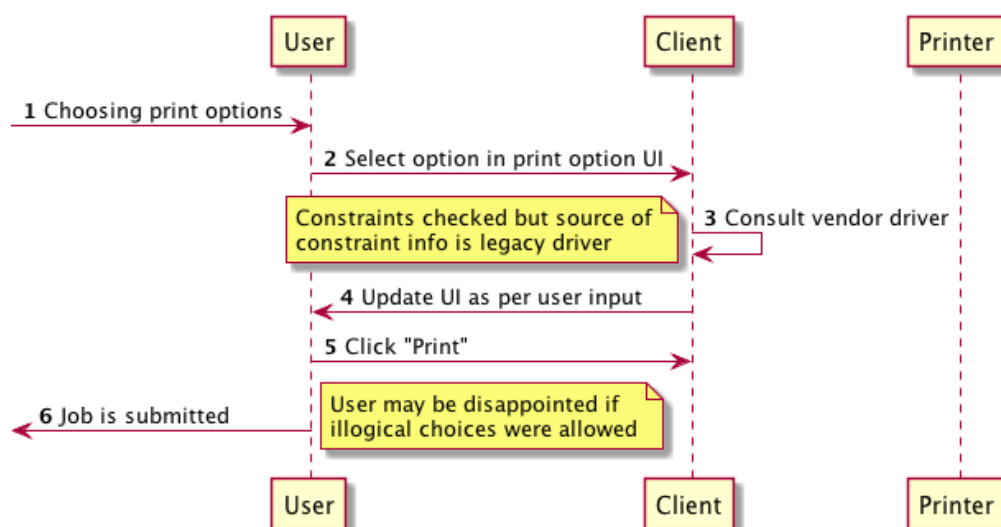 User
Client
Printer
1 Choosing print options
2 Select option in print option UI
Constraints checked but source of
constraint info is legacy driver
3 Consult vendor driver
4 Update UI as per user input
5 Click "Print"
6 Job is submitted
User may be disappointed if
illogical choices were allowed
User
Client
Printer